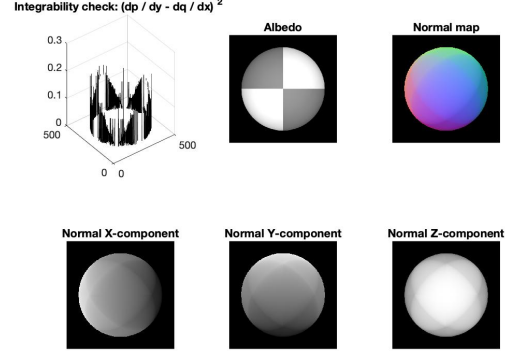 Integrability check: (dp / dy - dq / dx) ²
0.3
0.2
0.1
0
500
0
0
500
Albedo
Normal map
Normal X-component
Normal Y-component
Normal Z-component